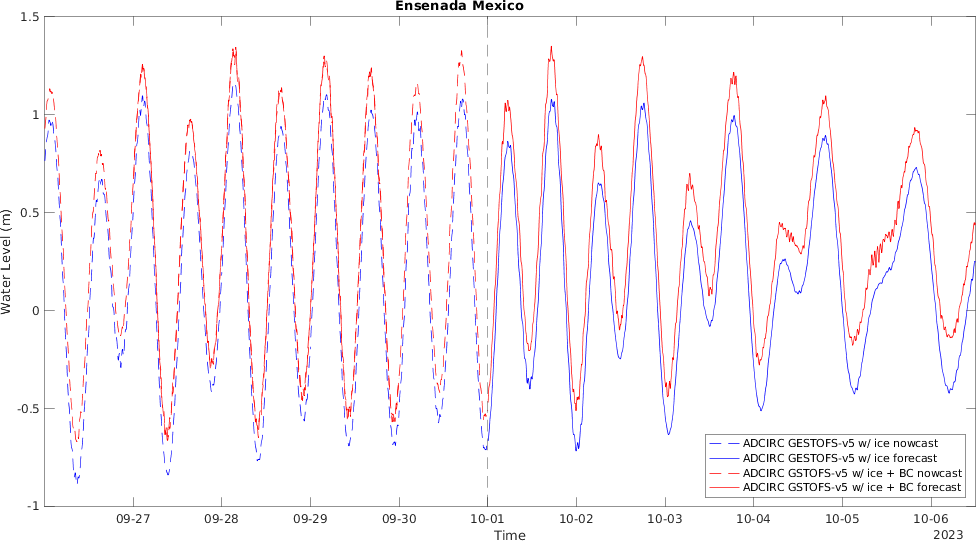 Ensenada Mexico
1.5
1
0.5
0
-0.5
-1
Water Level (m)
09-27
09-28
09-29
09-30
10-01
10-02
10-03
10-04
10-05
10-06
Time
2023
ADCIRC GESTOFS-v5 w/ ice nowcast
ADCIRC GESTOFS-v5 w/ ice forecast
ADCIRC GSTOFS-v5 w/ ice + BC nowcast
ADCIRC GSTOFS-v5 w/ ice + BC forecast